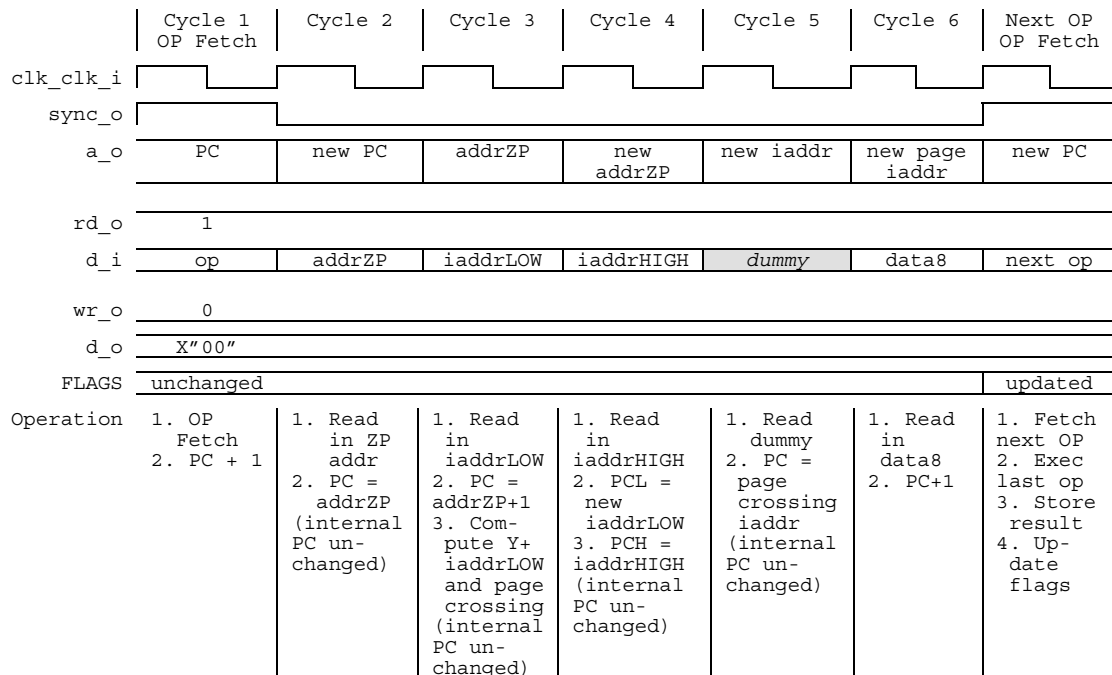 Cycle 1 Cycle 2 Cycle 3 Cycle 4 Cycle 5 Cycle 6 Next OP
OP Fetch OP Fetch
clk_clk_i
sync_o
a_o PC new PC addrZP new new iaddr new page new PC
addrZP iaddr
rd_o 1
d_i op addrZP iaddrLOW iaddrHIGH dummy data8 next op
wr_o 0
d_o X"00"
FLAGS unchanged updated
Operation
1. OP
Fetch
2. PC + 1
1. Read
in ZP
addr
2. PC =
addrZP
(internal
PC un-
changed)
1. Read
in
iaddrLOW
2. PC =
addrZP+1
3. Com-
pute Y+
iaddrLOW
and page
crossing
(internal
PC un-
changed)
1. Read
in
iaddrHIGH
2. PCL =
new
iaddrLOW
3. PCH =
iaddrHIGH
(internal
PC un-
changed)
1. Read
dummy
2. PC =
page
crossing
iaddr
(internal
PC un-
changed)
1. Read
in
data8
2. PC+1
1. Fetch
next OP
2. Exec
last op
3. Store
result
4. Up-
date
flags